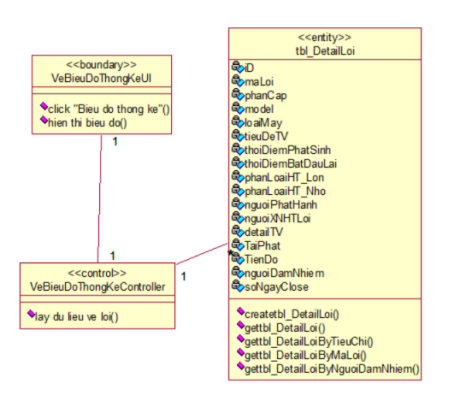 <<boundary>>
VeBieuDoThongKeUI
click "Bieu do thong ke"()
hien thi bieu do()
1
1
<<control>>
VeBieuDoThongKeController
lay du lieu ve loi()
1
*
<<entity>>
tbl_DetailLoi
iD
maLoi
phanCap
model
loaiMay
tieuDeTV
thoiDiemPhatSinh
thoiDiemBatDauLai
phanLoaiHT_Lon
phanLoaiHT_Nho
nguoiPhatHanh
nguoiXNHTLoi
detailTV
TaiPhat
TienDo
nguoiDamNhiem
soNgayClose
createtbl_DetailLoi()
gettbl_DetailLoi()
gettbl_DetailLoiByTieuChi()
gettbl_DetailLoiByMaLoi()
gettbl_DetailLoiByNguoiDamNhiem()